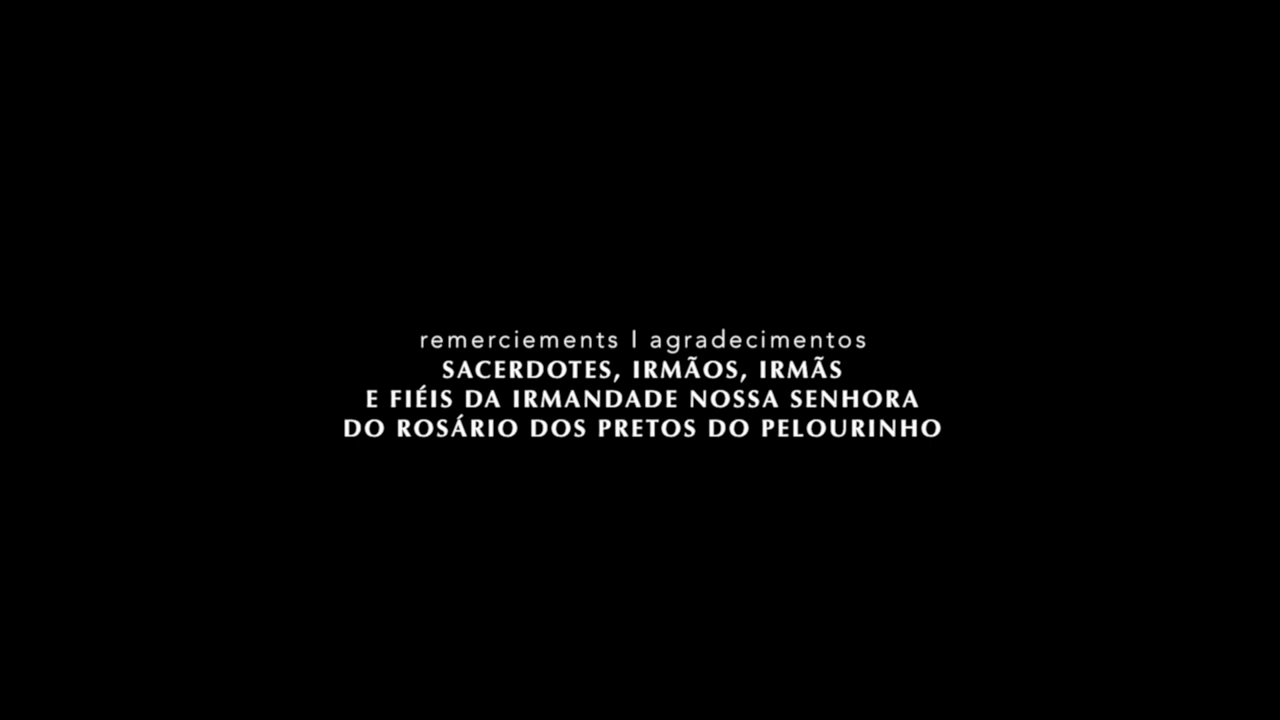 remerciements | agradecimentos
SACERDOTES, IRMÃOS, IRMÃS
E FIÉIS DA IRMANDADE NOSSA SENHORA
DO ROSÁRIO DOS PRETOS DO PELOURINHO